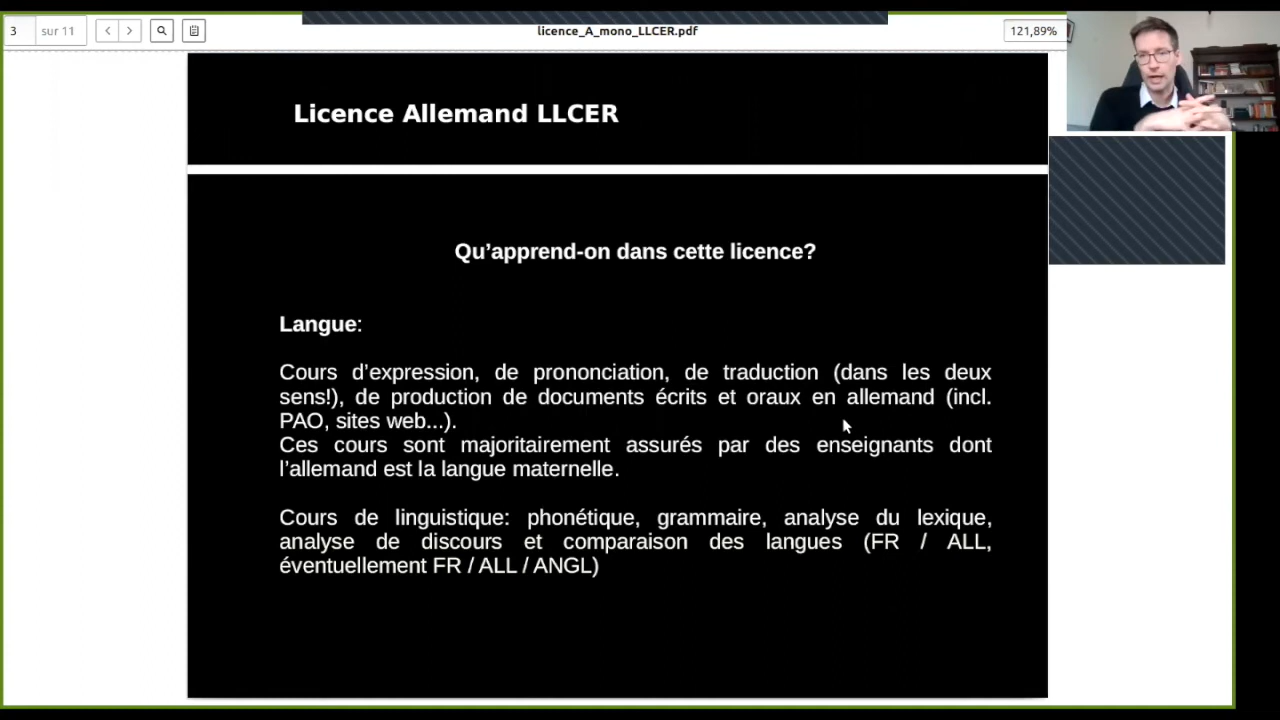 3 sur 11
licence_A_mono_LLCER.pdf
121,89%
Licence Allemand LLCER
Qu’apprend-on dans cette licence?
Langue:
Cours d’expression, de prononciation, de traduction (dans les deux
sens!), de production de documents écrits et oraux en allemand (incl.
PAO, sites web...).
Ces cours sont majoritairement assurés par des enseignants dont
l’allemand est la langue maternelle.
Cours de linguistique: phonétique, grammaire, analyse du lexique,
analyse de discours et comparaison des langues (FR / ALL,
éventuellement FR / ALL / ANGL)